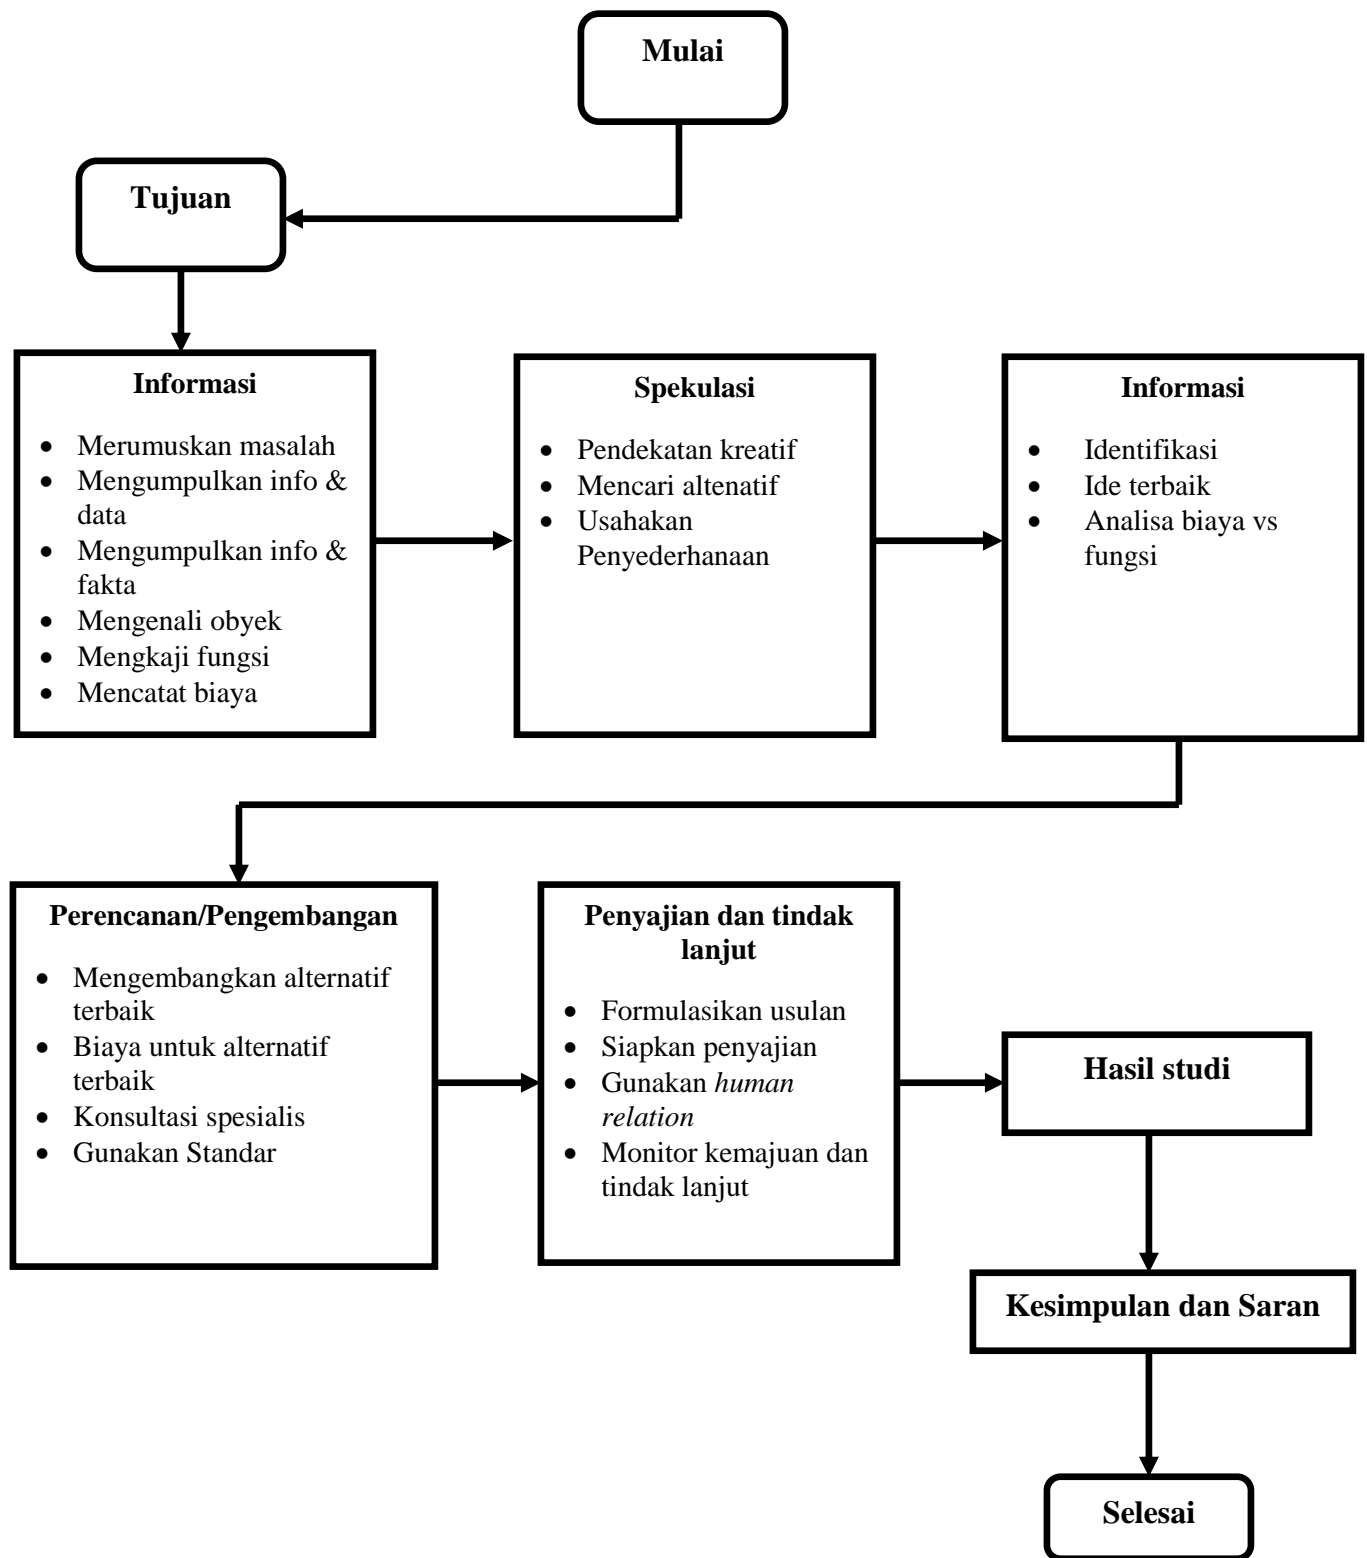 Mulai
Tujuan
Informasi
• Merumuskan masalah
• Mengumpulkan info &
data
• Mengumpulkan info &
fakta
• Mengenali obyek
• Mengkaji fungsi
• Mencatat biaya
Spekulasi
• Pendekatan kreatif
• Mencari altenatif
• Usahakan
Penyederhanaan
Informasi
• Identifikasi
• Ide terbaik
• Analisa biaya vs
fungsi
Perencanan/Pengembangan
• Mengembangkan alternatif
terbaik
• Biaya untuk alternatif
terbaik
• Konsultasi spesialis
• Gunakan Standar
Penyajian dan tindak
lanjut
• Formulasikan usulan
• Siapkan penyajian
• Gunakan human
relation
• Monitor kemajuan dan
tindak lanjut
Hasil studi
Kesimpulan dan Saran
Selesai